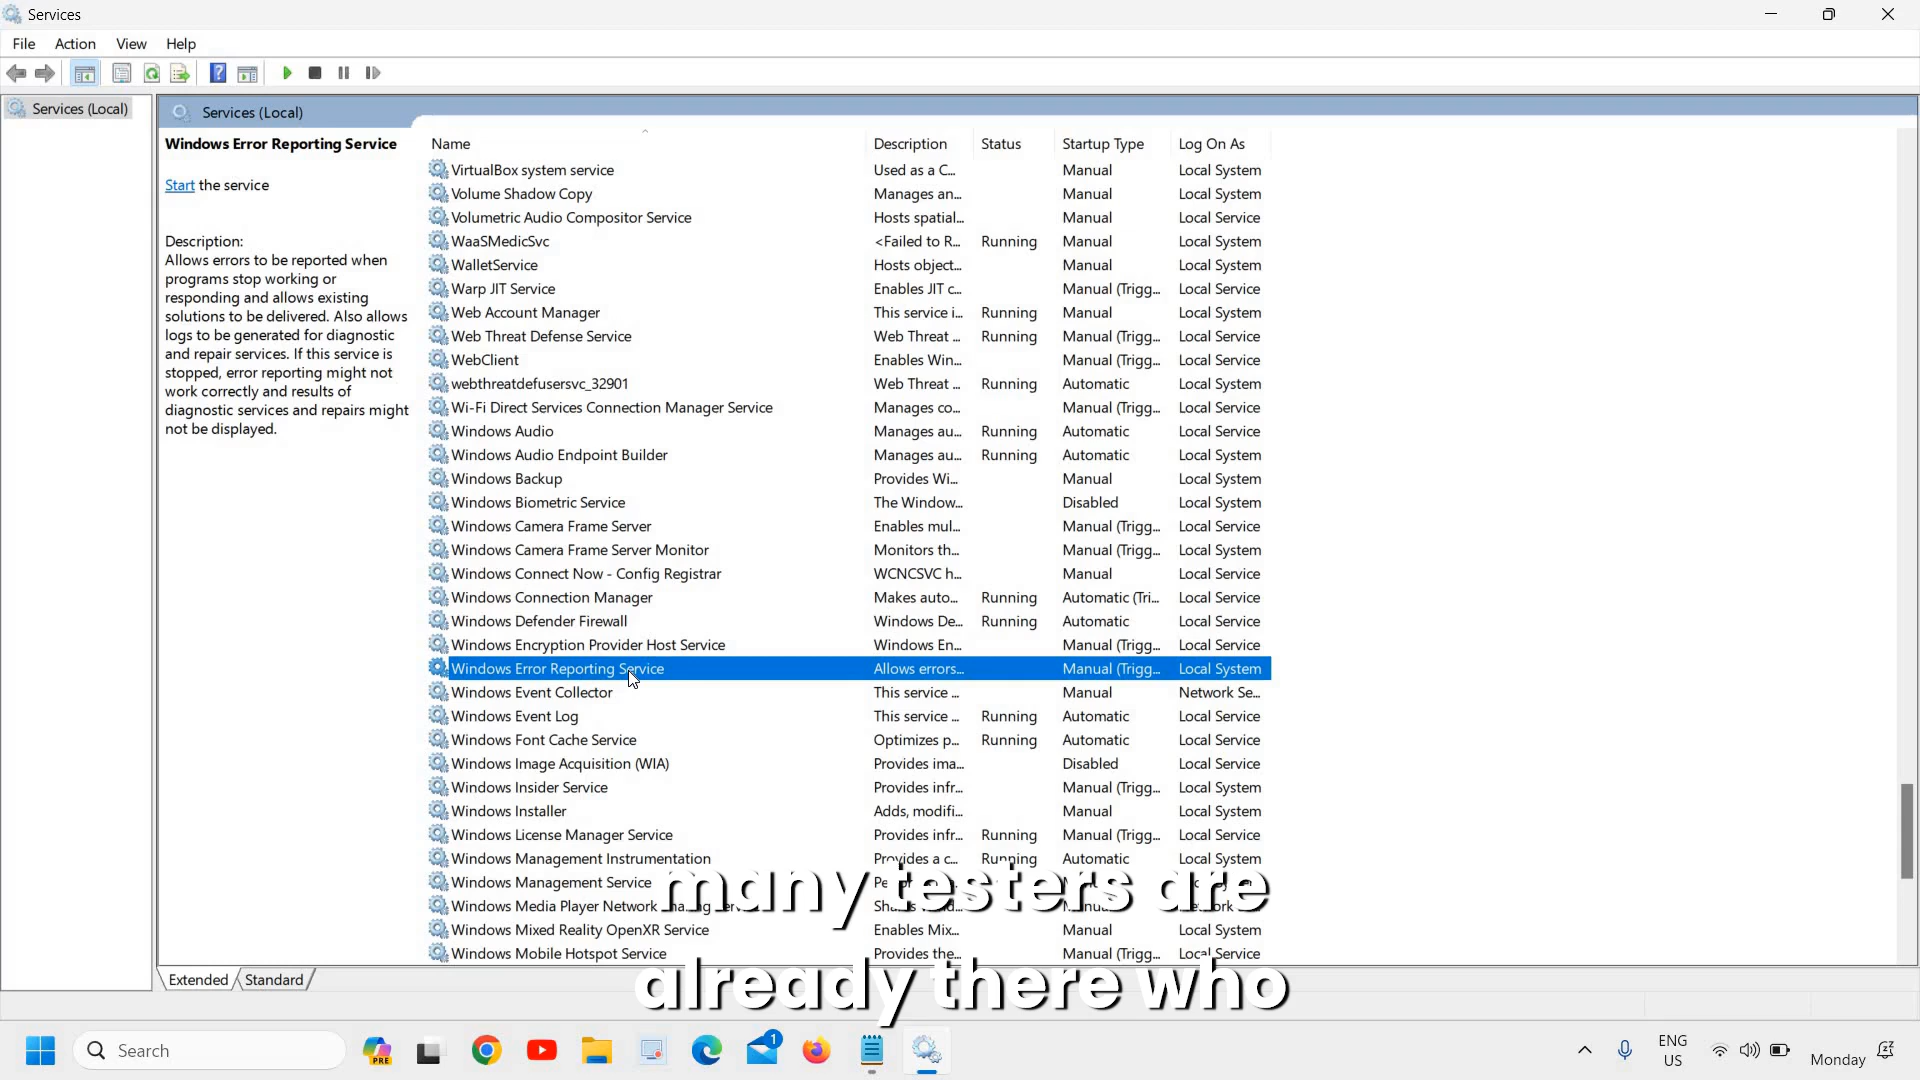 Services
File Action View Help
Services (Local)
Services (Local)
Windows Error Reporting Service
Start the service
Description:
Allows errors to be reported when
programs stop working or
responding and allows existing
solutions to be delivered. Also allows
logs to be generated for diagnostic
and repair services. If this service is
stopped, error reporting might not
work correctly and results of
diagnostic services and repairs might
not be displayed.
Name Description Status Startup Type Log On As
VirtualBox system service Used as a C... Manual Local System
Volume Shadow Copy Manages an... Manual Local System
Volumetric Audio Compositor Service Hosts spatial... Manual Local Service
WaaSMedicSvc <Failed to R... Running Manual Local System
WalletService Hosts object... Manual Local System
Warp JIT Service Enables JIT c... Manual (Trigg... Local Service
Web Account Manager This service i... Running Manual Local System
Web Threat Defense Service Web Threat ... Running Manual (Trigg... Local Service
WebClient Enables Win... Manual (Trigg... Local Service
webthreatdefusersvc_32901 Web Threat ... Running Automatic Local System
Wi-Fi Direct Services Connection Manager Service Manages co... Manual (Trigg... Local Service
Windows Audio Manages au... Running Automatic Local Service
Windows Audio Endpoint Builder Manages au... Running Automatic Local System
Windows Backup Provides Wi... Manual Local System
Windows Biometric Service The Window... Disabled Local System
Windows Camera Frame Server Enables mul... Manual (Trigg... Local Service
Windows Camera Frame Server Monitor Monitors th... Manual (Trigg... Local System
Windows Connect Now - Config Registrar WCNCSVC h... Manual Local Service
Windows Connection Manager Makes auto... Running Automatic (Tri... Local Service
Windows Defender Firewall Windows De... Running Automatic Local Service
Windows Encryption Provider Host Service Windows En... Manual (Trigg... Local Service
Windows Error Reporting Service Allows errors... Manual (Trigg... Local System
Windows Event Collector This service ... Manual Network Se...
Windows Event Log This service ... Running Automatic Local Service
Windows Font Cache Service Optimizes p... Running Automatic Local Service
Windows Image Acquisition (WIA) Provides ima... Disabled Local Service
Windows Insider Service Provides infr... Manual (Trigg... Local System
Windows Installer Adds, modifi... Manual Local System
Windows License Manager Service Provides infr... Running Manual (Trigg... Local Service
Windows Management Instrumentation Provides a c... Running Automatic Local System
Windows Management Service Local System
Windows Media Player Network
Windows Mixed Reality OpenXR Service Enables Mix... Manual Local System
Windows Mobile Hotspot Service Provides the... Manual (Trigg... Local Service
many testers are
already there who
Extended Standard
Search
PRE
1
ENG
US
Monday